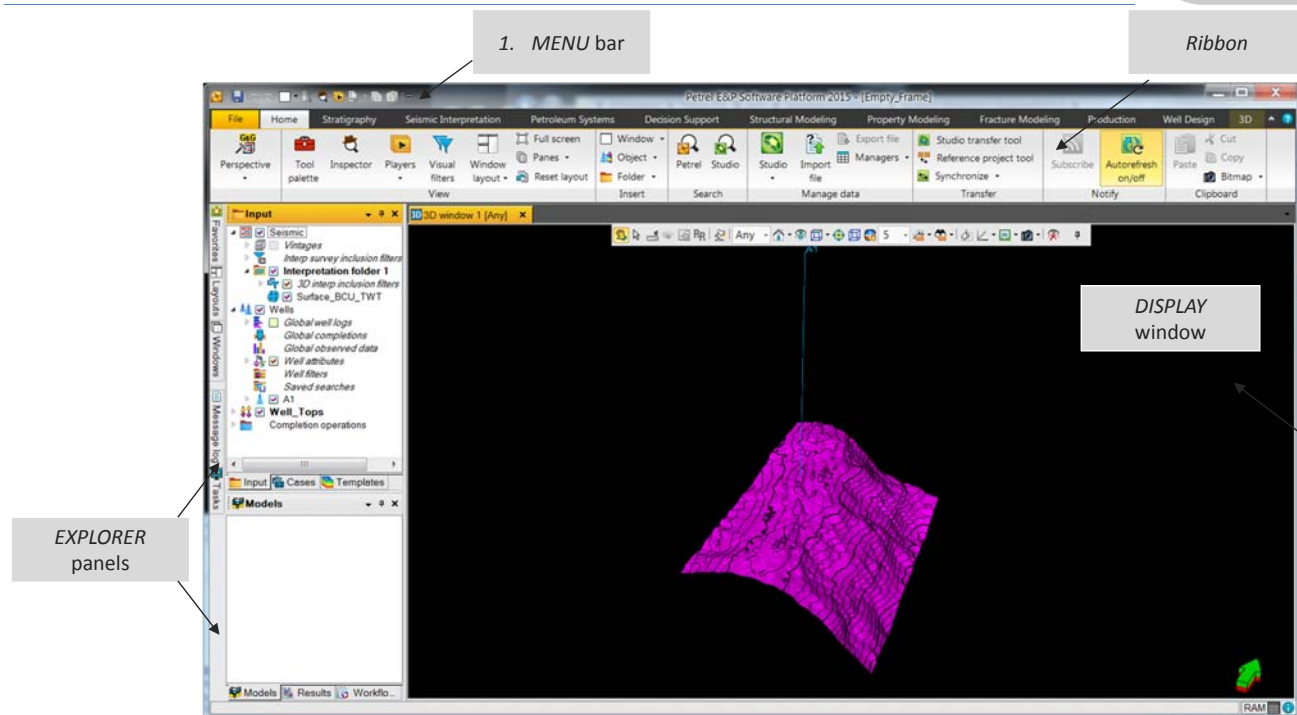 1. MENU bar
Ribbon
Petrel E&P Software Platform 2015 - [Empty_Frame]
File Home Stratigraphy Seismic Interpretation Petroleum Systems Decision Support Structural Modeling Property Modeling Fracture Modeling Production Well Design 3D
G&G
Perspective
Tool palette
Inspector
Players
Visual filters
Window layout
Full screen
Panes
Reset layout
View
Window
Object
Folder
Insert
Petrel
Studio
Search
Studio
Import file
Export file
Managers
Manage data
Studio transfer tool
Reference project tool
Synchronize
Transfer
Subscribe
Autorefresh on/off
Notify
Paste
Cut
Copy
Bitmap
Clipboard
Favorites
Layouts
Windows
Message log
Tasks
Input
Seismic
Vintages
Interp survey inclusion filters
Interpretation folder 1
3D interp inclusion filters
Surface_BCU_TWT
Wells
Global well logs
Global completions
Global observed data
Well attributes
Well filters
Saved searches
A1
Well_Tops
Completion operations
Input Cases Templates
Models
Models Results Workflo...
3D 3D window 1 [Any]
Any
5
DISPLAY
window
EXPLORER
panels
RAM